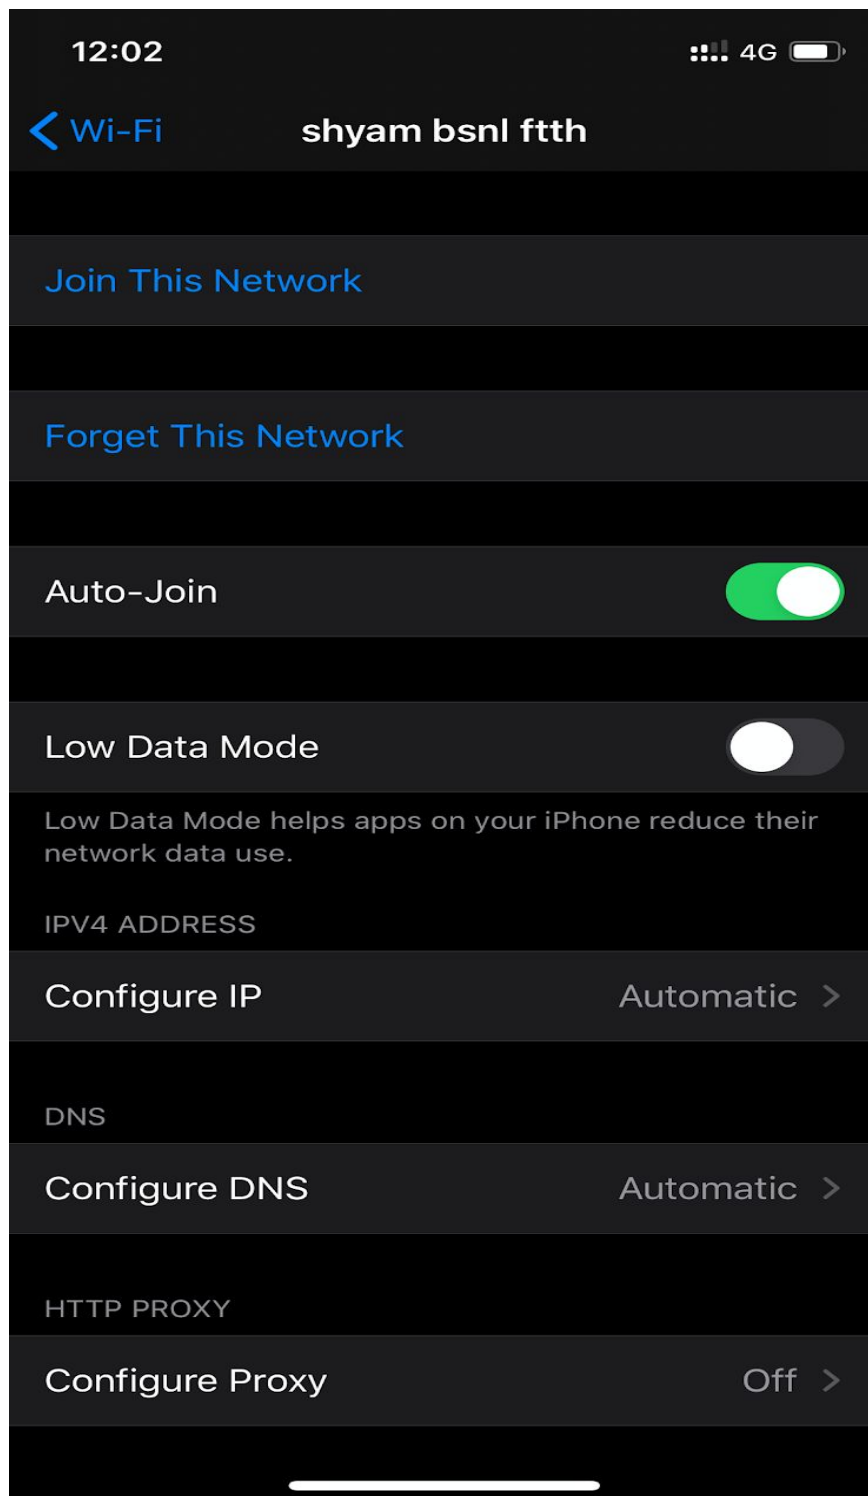 12:02 4G
Wi-Fi shyam bsnl ftth
Join This Network
Forget This Network
Auto-Join
Low Data Mode
Low Data Mode helps apps on your iPhone reduce their
network data use.
IPV4 ADDRESS
Configure IP Automatic
DNS
Configure DNS Automatic
HTTP PROXY
Configure Proxy Off